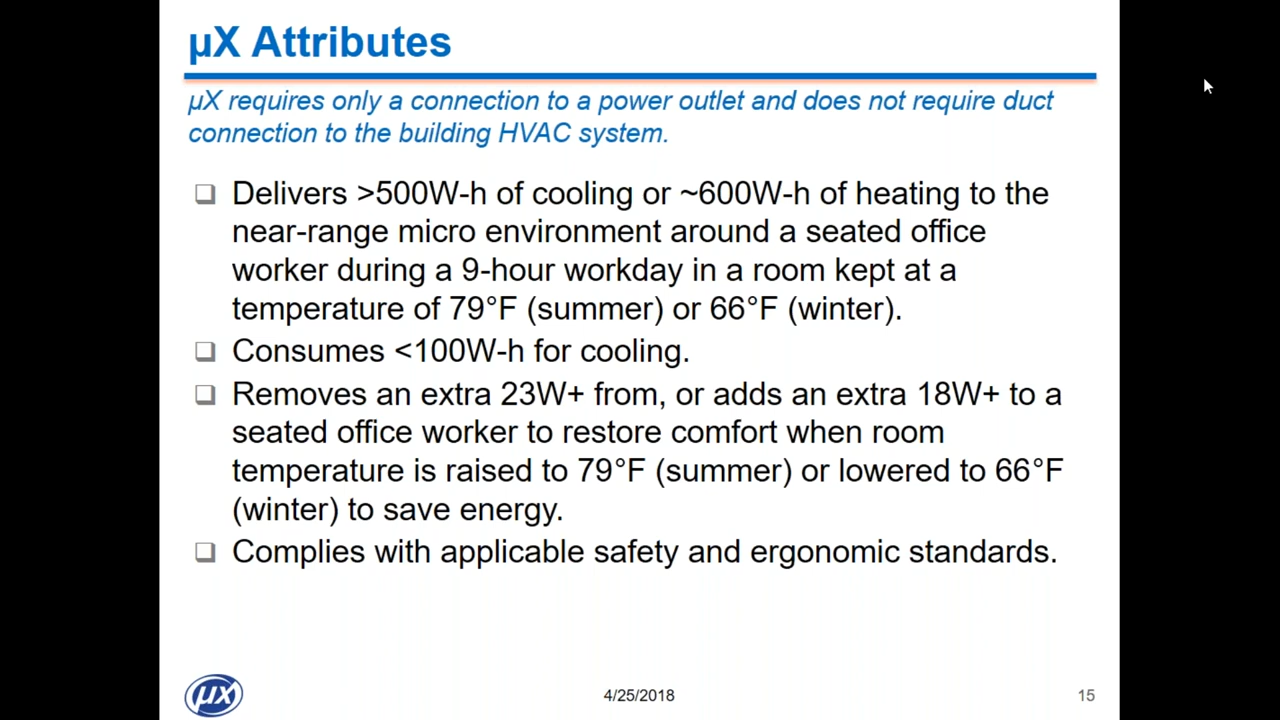 µX Attributes
µX requires only a connection to a power outlet and does not require duct
connection to the building HVAC system.
Delivers >500W-h of cooling or ~600W-h of heating to the
near-range micro environment around a seated office
worker during a 9-hour workday in a room kept at a
temperature of 79°F (summer) or 66°F (winter).
Consumes <100W-h for cooling.
Removes an extra 23W+ from, or adds an extra 18W+ to a
seated office worker to restore comfort when room
temperature is raised to 79°F (summer) or lowered to 66°F
(winter) to save energy.
Complies with applicable safety and ergonomic standards.
µx
4/25/2018
15